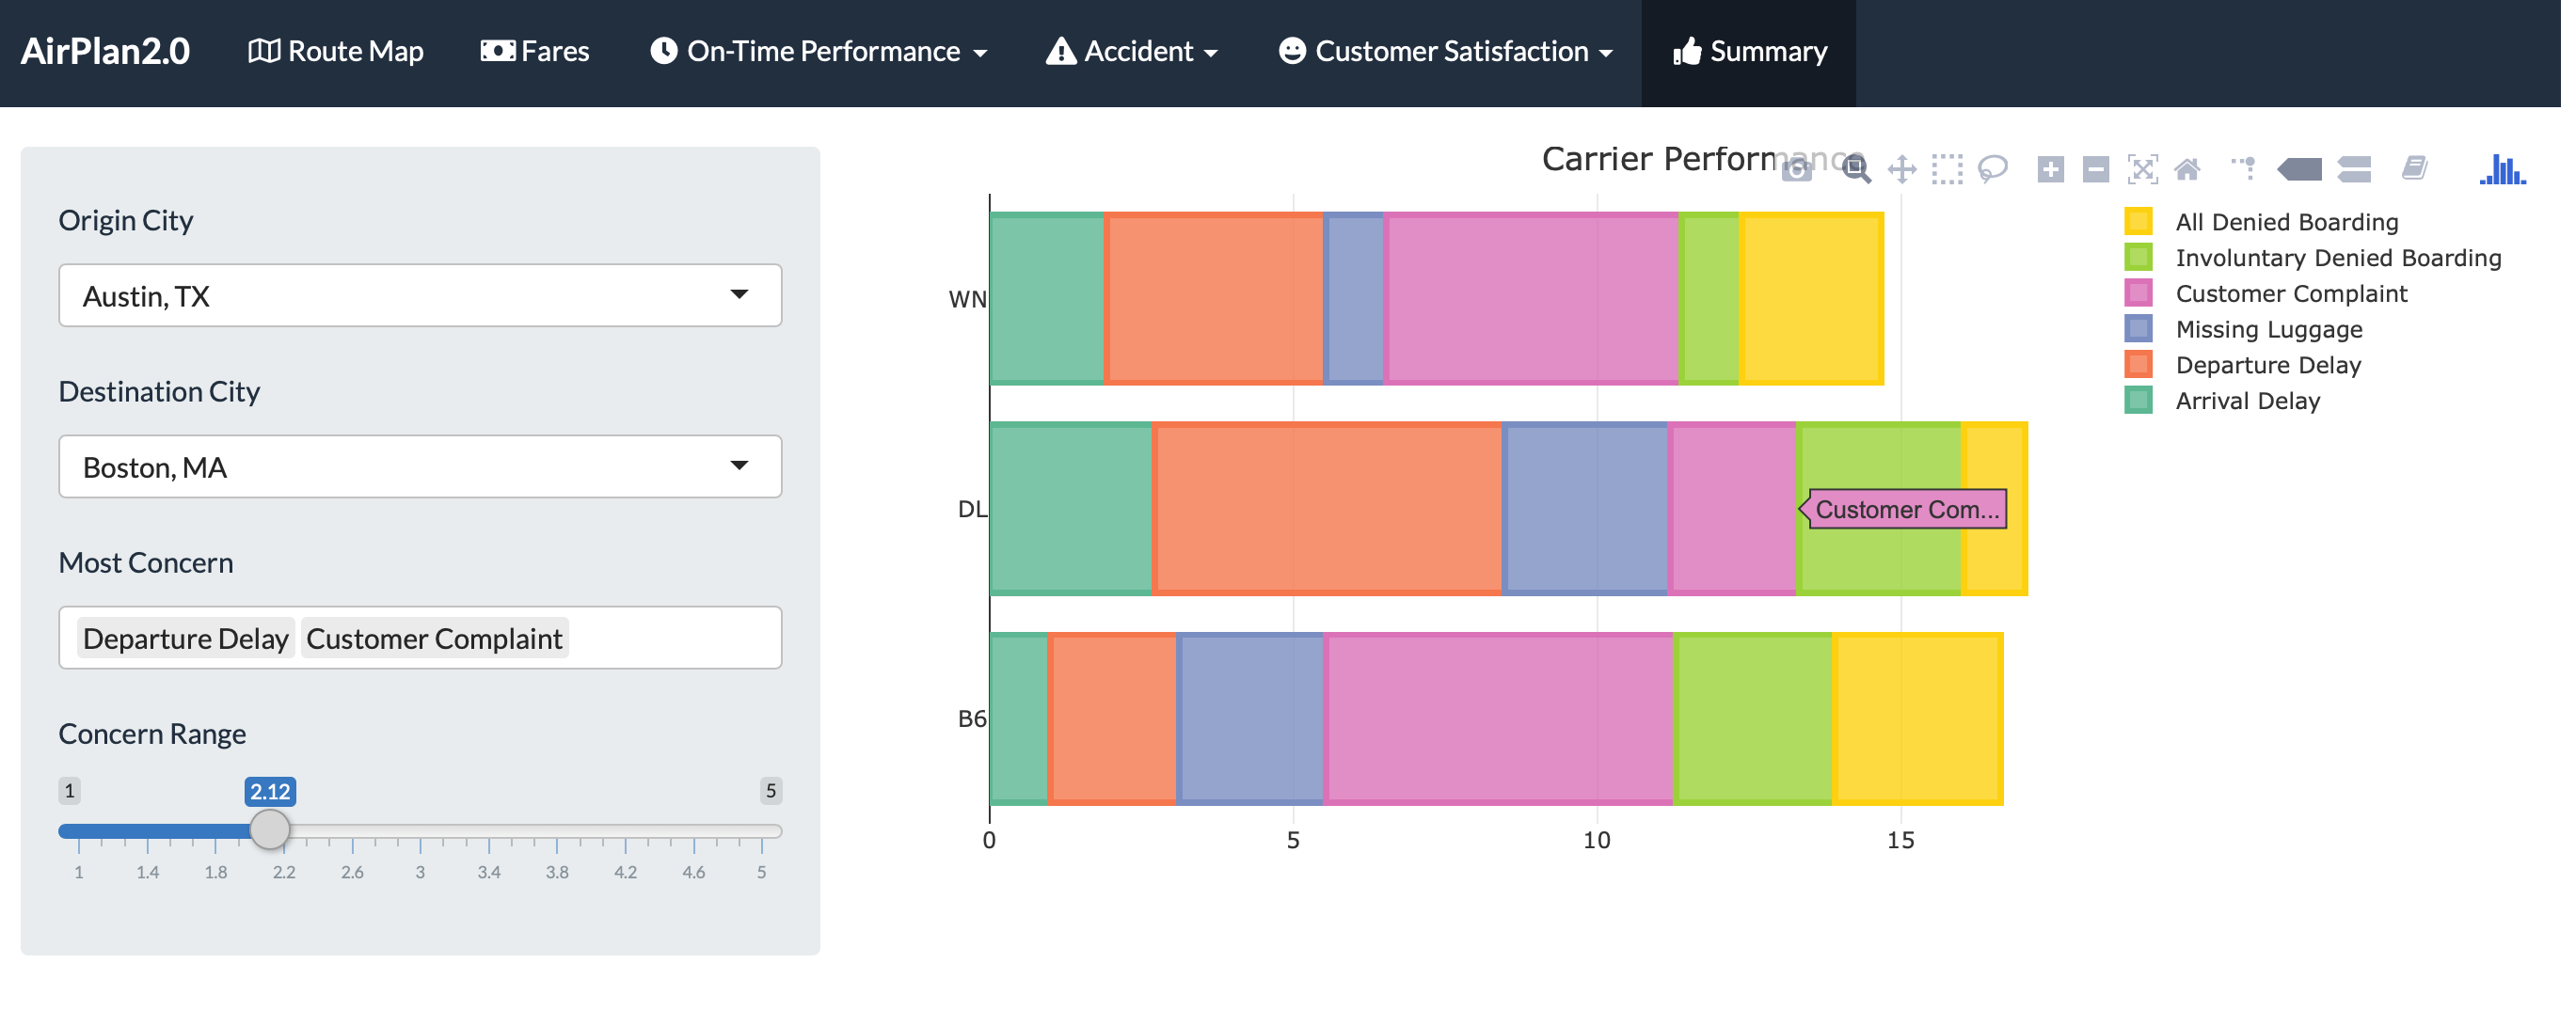 AirPlan2.0 Route Map Fares On-Time Performance Accident Customer Satisfaction Summary
Origin City
Austin, TX
Destination City
Boston, MA
Most Concern
Departure Delay Customer Complaint
Concern Range
1 2.12 5
1 1.4 1.8 2.2 2.6 3 3.4 3.8 4.2 4.6 5
Carrier Performance
WN
DL
B6
Customer Com...
0 5 10 15
All Denied Boarding
Involuntary Denied Boarding
Customer Complaint
Missing Luggage
Departure Delay
Arrival Delay